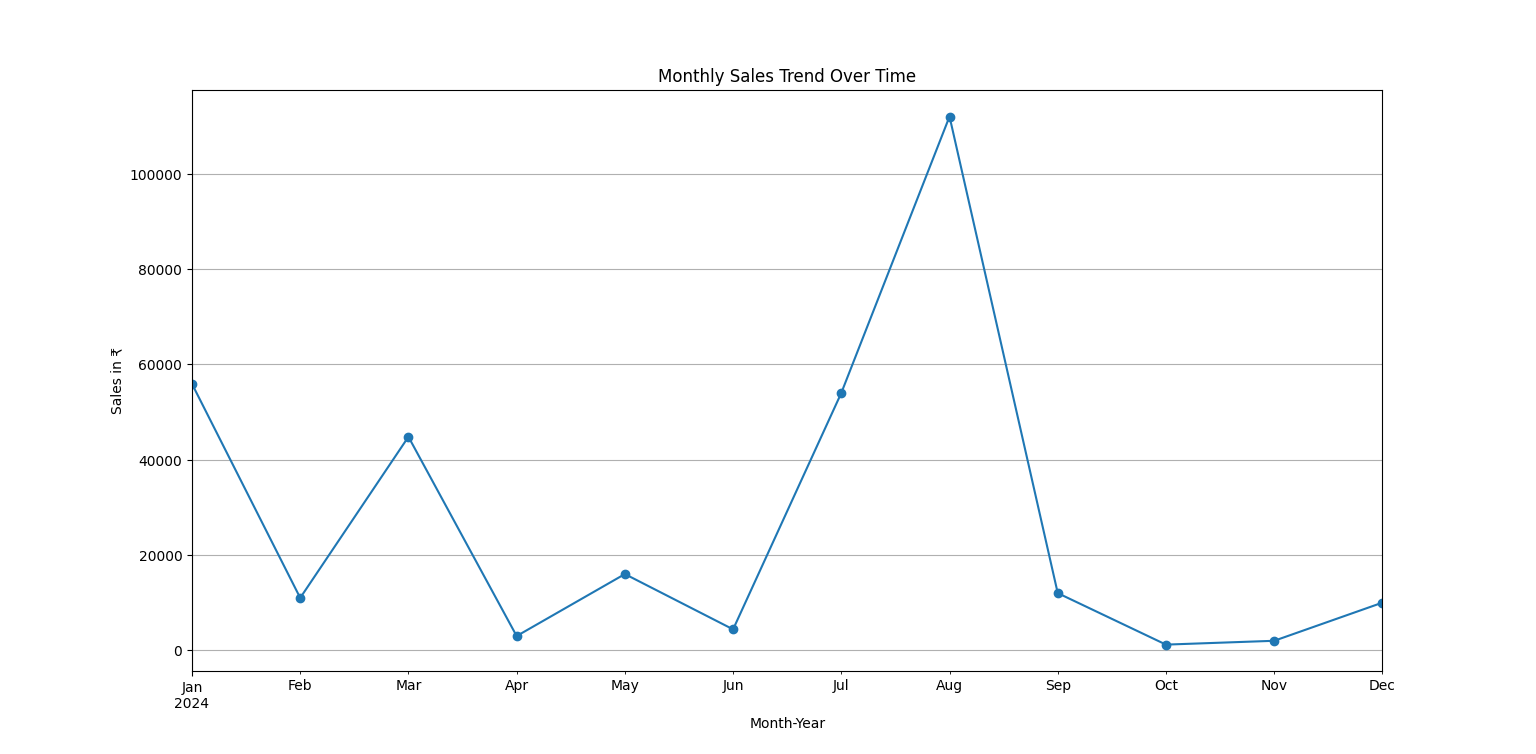 Monthly Sales Trend Over Time
100000
80000
60000
40000
20000
0
Sales in ₹
Jan Feb Mar Apr May Jun Jul Aug Sep Oct Nov Dec
2024
Month-Year